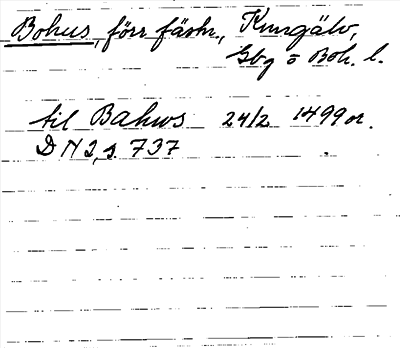 Bohus, förr fästn., Kungälv,
Gbg o Boh. l.
til Bahws 24/2 1499 or.
DN 2, s. 737